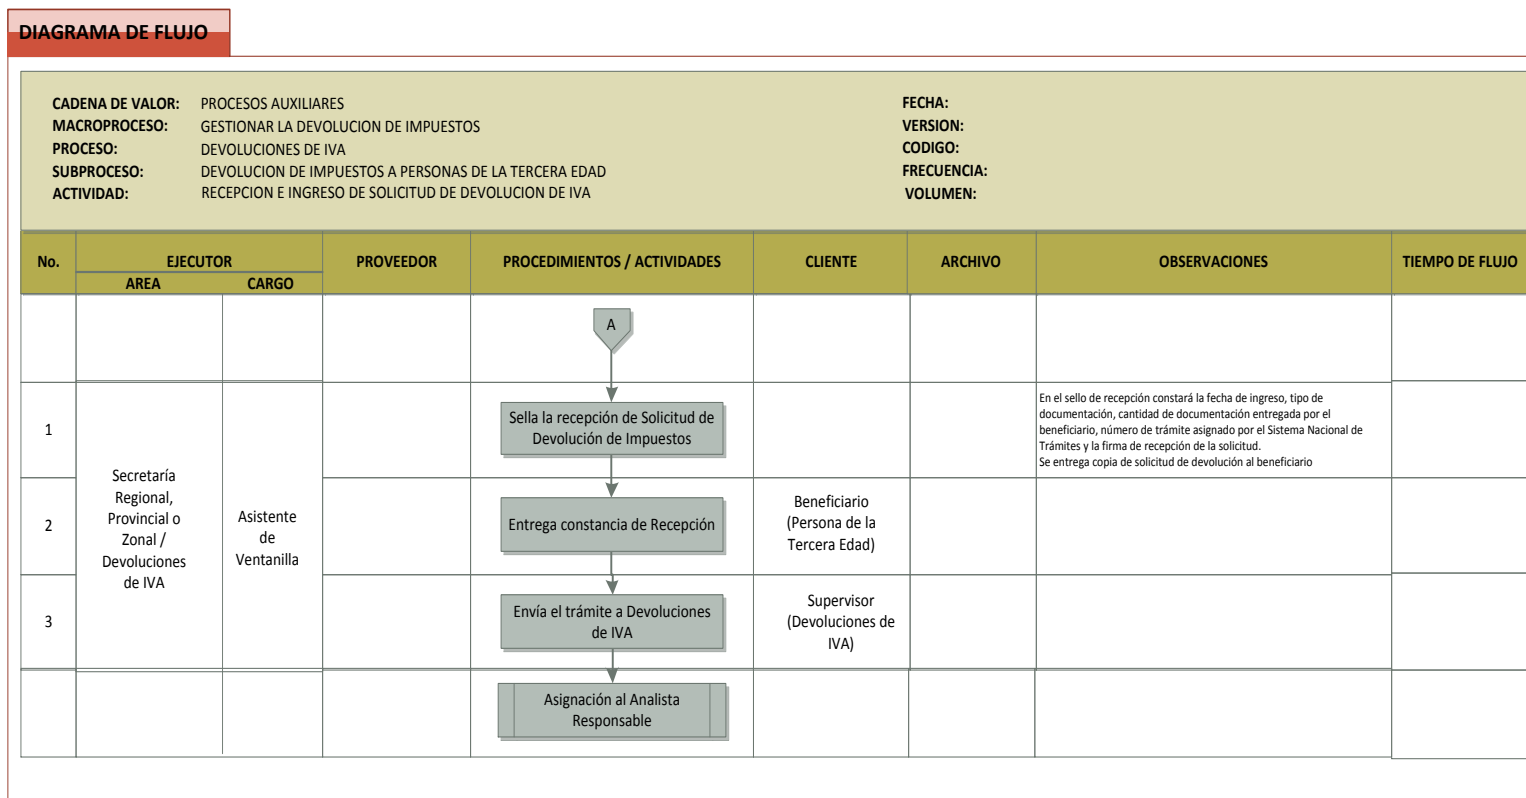 DIAGRAMA DE FLUJO
CADENA DE VALOR: PROCESOS AUXILIARES
MACROPROCESO: GESTIONAR LA DEVOLUCION DE IMPUESTOS
PROCESO: DEVOLUCIONES DE IVA
SUBPROCESO: DEVOLUCION DE IMPUESTOS A PERSONAS DE LA TERCERA EDAD
ACTIVIDAD: RECEPCION E INGRESO DE SOLICITUD DE DEVOLUCION DE IVA
FECHA:
VERSION:
CODIGO:
FRECUENCIA:
VOLUMEN:
No.
EJECUTOR
AREA
CARGO
PROVEEDOR
PROCEDIMIENTOS / ACTIVIDADES
CLIENTE
ARCHIVO
OBSERVACIONES
TIEMPO DE FLUJO
A
1
Secretaría
Regional,
Provincial o
Zonal /
Devoluciones
de IVA
Asistente
de
Ventanilla
Sella la recepción de Solicitud de
Devolución de Impuestos
En el sello de recepción constará la fecha de ingreso, tipo de
documentación, cantidad de documentación entregada por el
beneficiario, número de trámite asignado por el Sistema Nacional de
Trámites y la firma de recepción de la solicitud.
Se entrega copia de solicitud de devolución al beneficiario
2
Entrega constancia de Recepción
Beneficiario
(Persona de la
Tercera Edad)
3
Envía el trámite a Devoluciones
de IVA
Supervisor
(Devoluciones de
IVA)
Asignación al Analista
Responsable